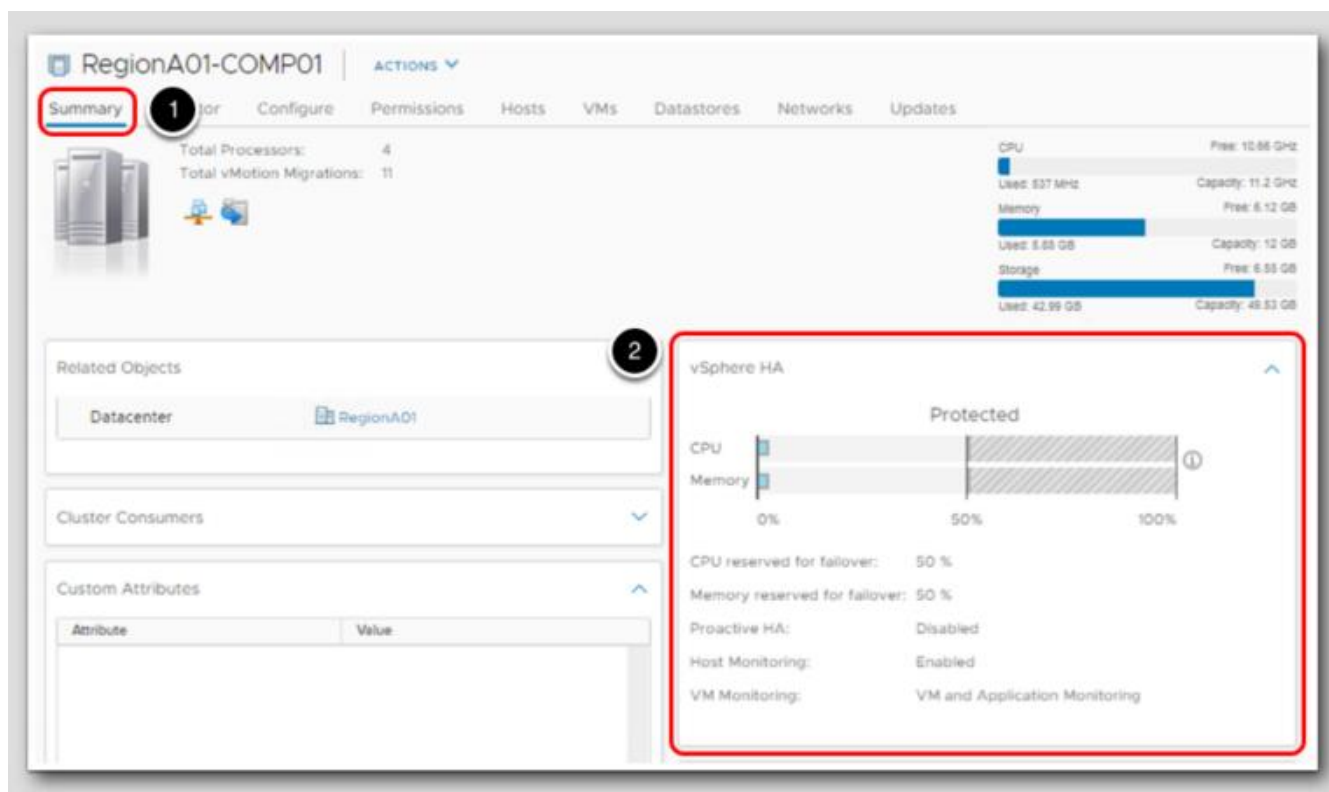 RegionA01-COMP01 ACTIONS
Summary 1 tor Configure Permissions Hosts VMs Datastores Networks Updates
Total Processors: 4
Total vMotion Migrations: 11
CPU Free: 10.66 GHz
Used: 537 MHz Capacity: 11.2 GHz
Memory Free: 6.12 GB
Used: 5.88 GB Capacity: 12 GB
Storage Free: 6.55 GB
Used: 42.99 GB Capacity: 49.53 GB
2
Related Objects
Datacenter RegionA01
Cluster Consumers
Custom Attributes
Attribute Value
vSphere HA
Protected
CPU
Memory
0% 50% 100%
CPU reserved for failover: 50 %
Memory reserved for failover: 50 %
Proactive HA: Disabled
Host Monitoring: Enabled
VM Monitoring: VM and Application Monitoring